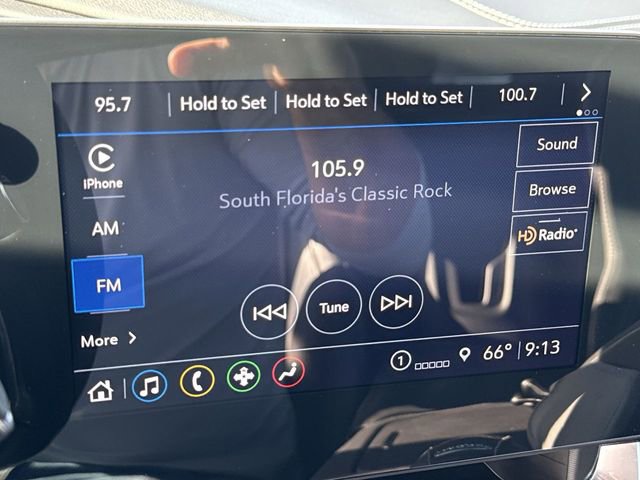 95.7 Hold to Set Hold to Set Hold to Set 100.7
iPhone
105.9
Sound
South Florida's Classic Rock
Browse
AM
HD Radio®
FM
Tune
More
1 66° 9:13